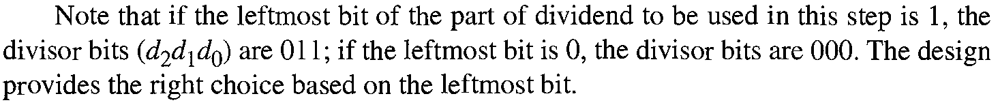 Note that if the leftmost bit of the part of dividend to be used in this step is 1, the
divisor bits (d₂d₁d₀) are 011; if the leftmost bit is 0, the divisor bits are 000. The design
provides the right choice based on the leftmost bit.